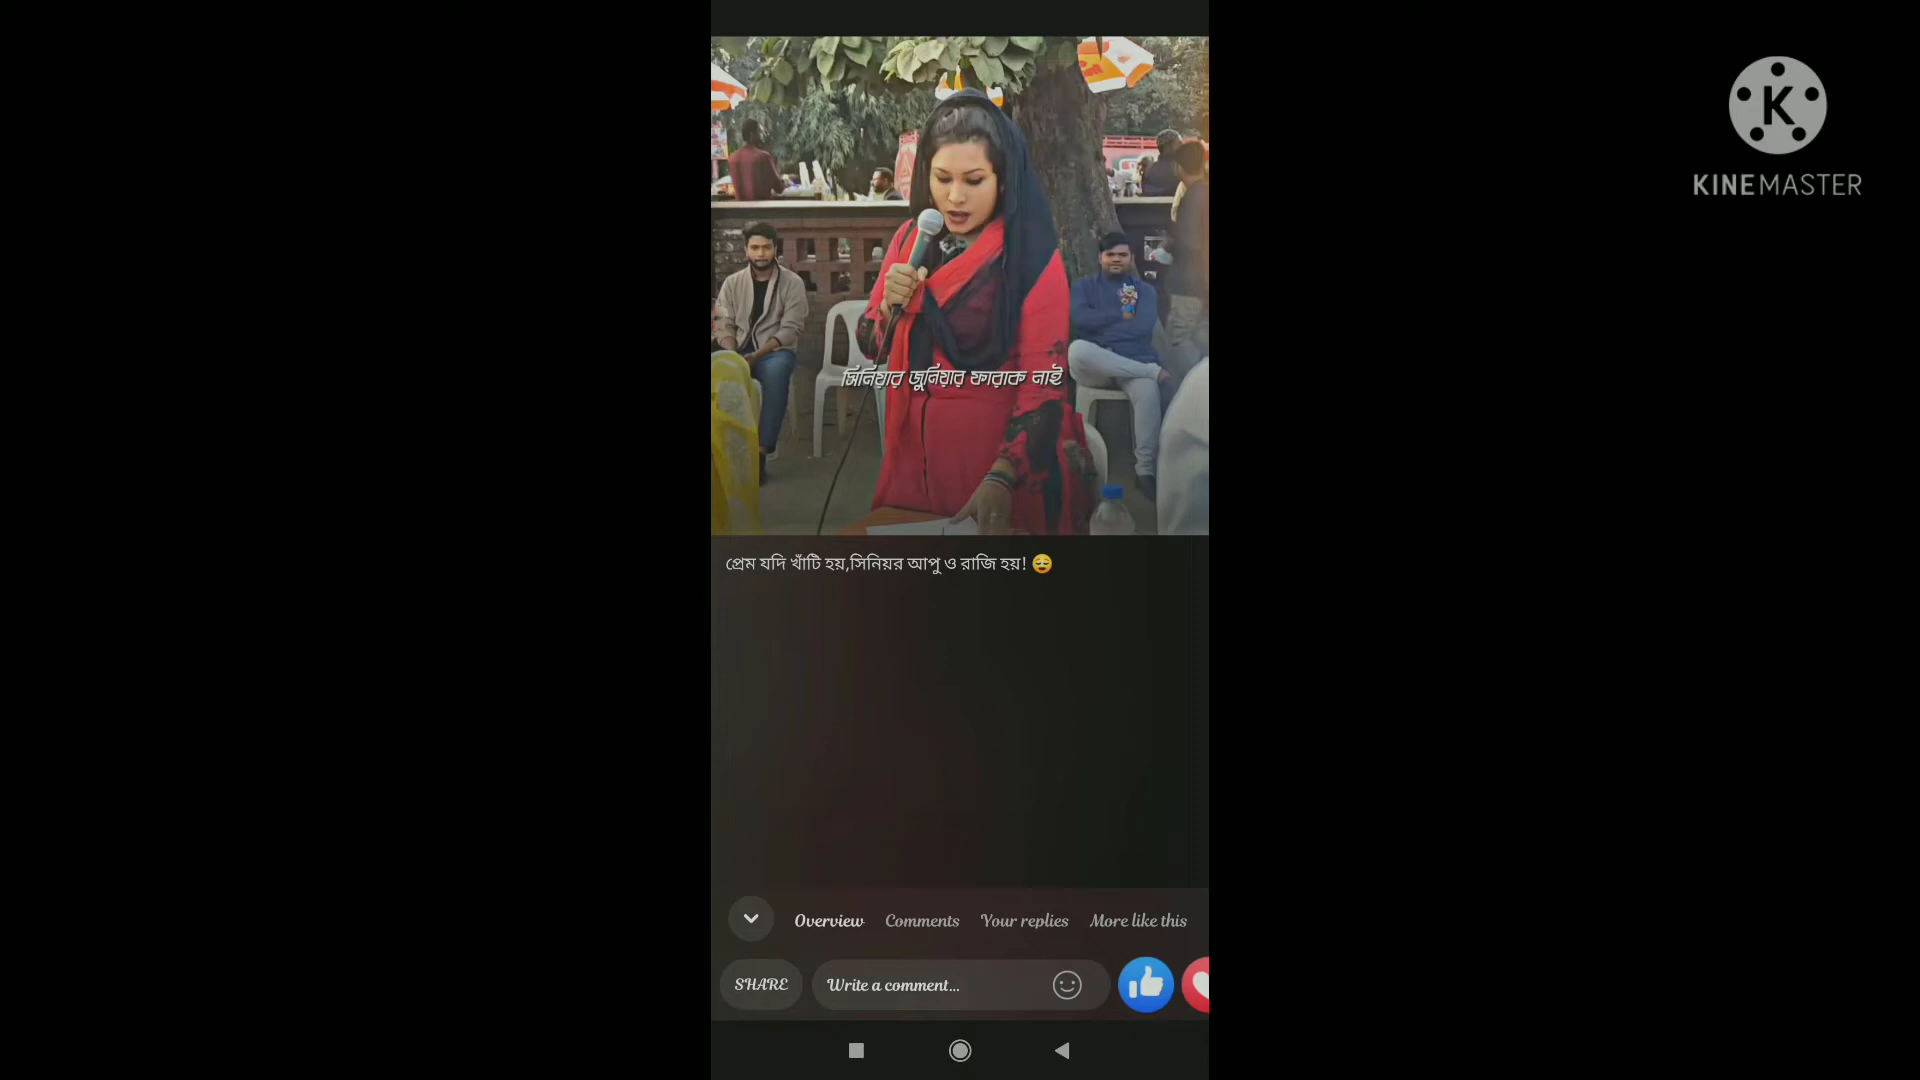 KINEMASTER
সিনিয়ার জুনিয়ার ফারাক নাই
প্রেম যদি খাঁটি হয়,সিনিয়র আপু ও রাজি হয়! 😌
Overview Comments Your replies More like this
SHARE Write a comment...